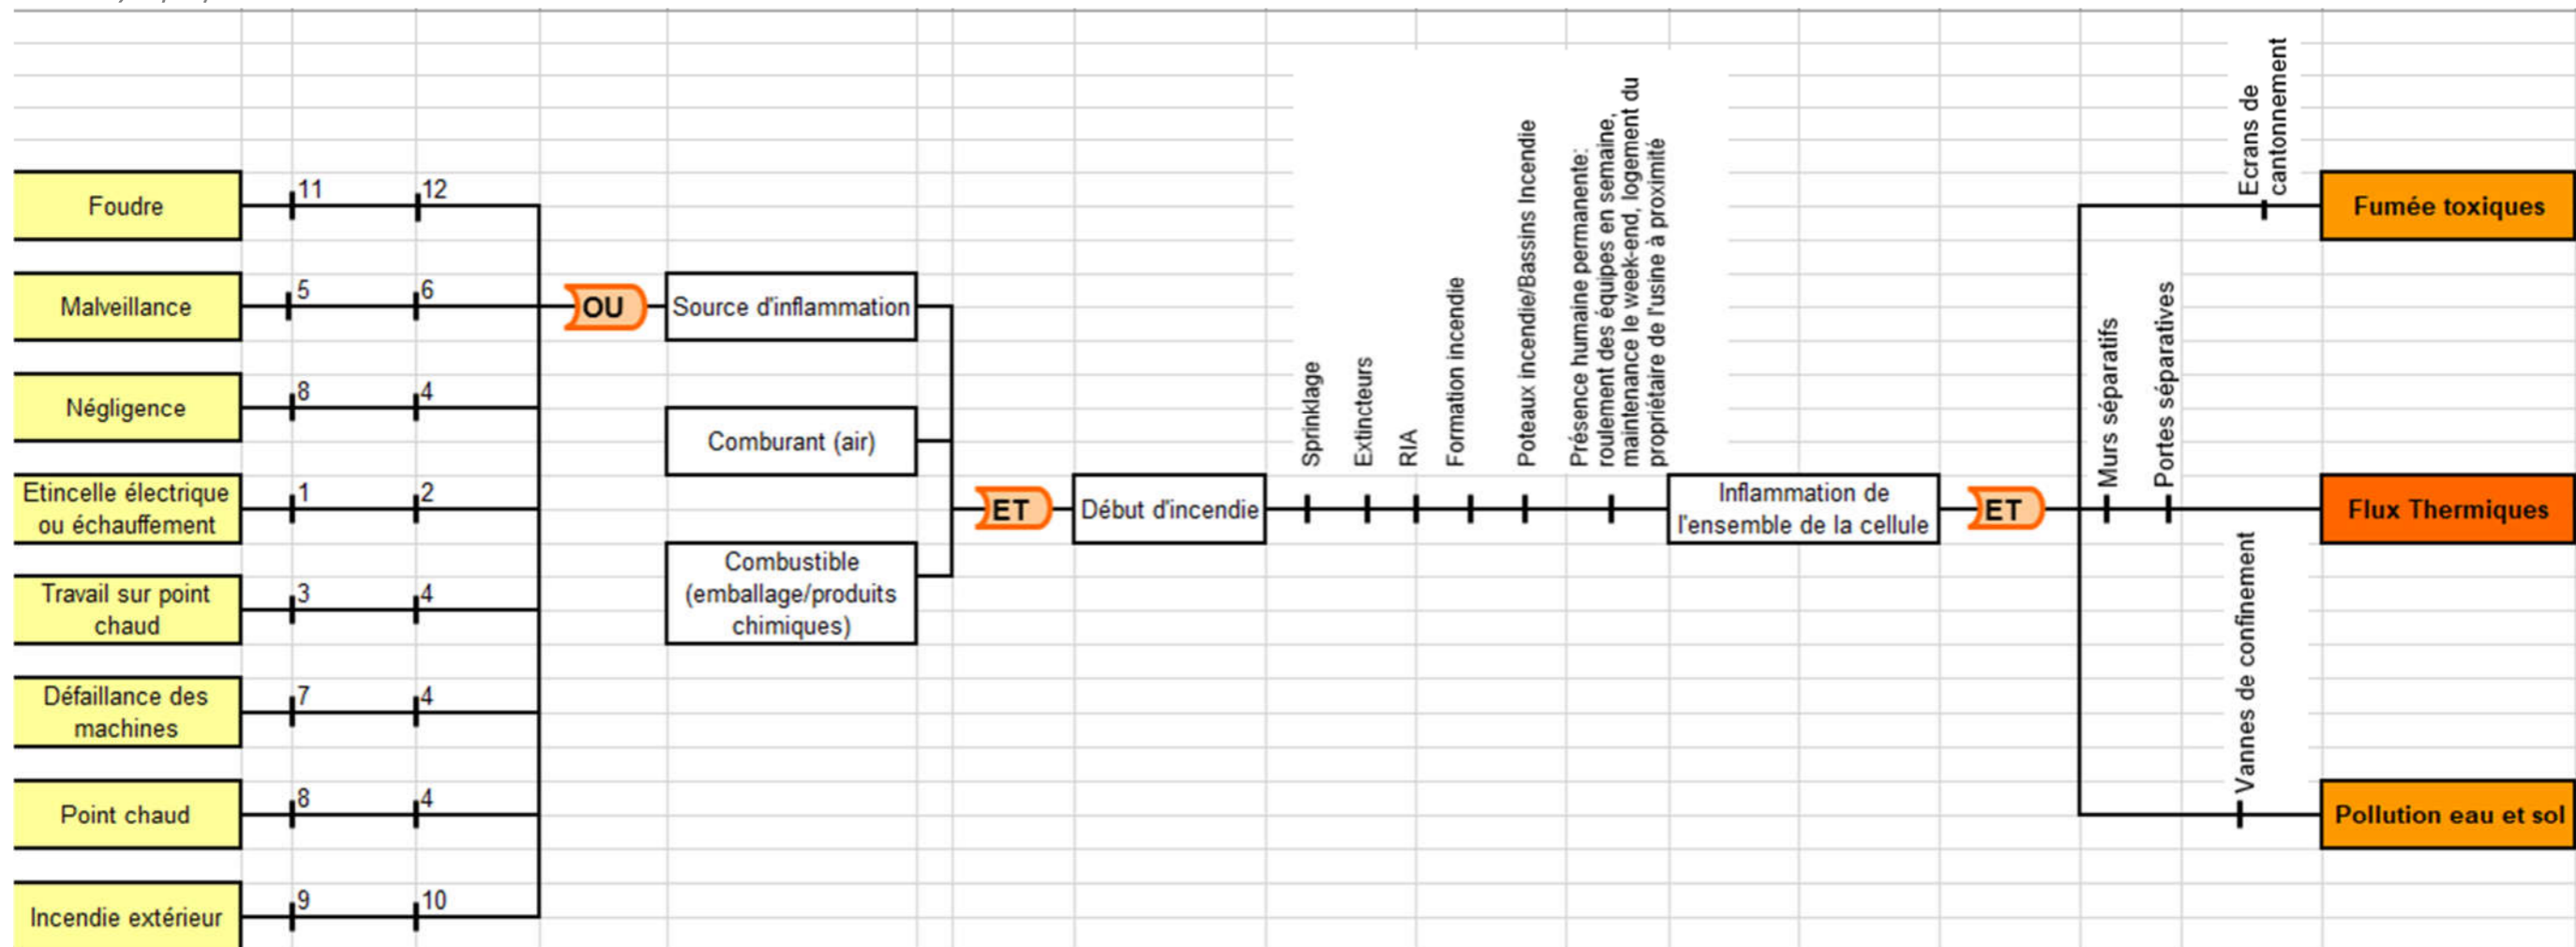 Foudre
11
12
Malveillance
5
6
Négligence
8
4
Etincelle électrique
ou échauffement
1
2
Travail sur point
chaud
3
4
Défaillance des
machines
7
4
Point chaud
8
4
Incendie extérieur
9
10
OU
Source d'inflammation
Comburant (air)
Combustible
(emballage/produits
chimiques)
ET
Début d'incendie
Sprinklage
Extincteurs
RIA
Formation incendie
Poteaux incendie/Bassins Incendie
Présence humaine permanente:
roulement des équipes en semaine,
maintenance le week-end, logement du
propriétaire de l'usine à proximité
Inflammation de
l'ensemble de la cellule
ET
Murs séparatifs
Portes séparatives
Ecrans de
cantonnement
Vannes de confinement
Fumée toxiques
Flux Thermiques
Pollution eau et sol